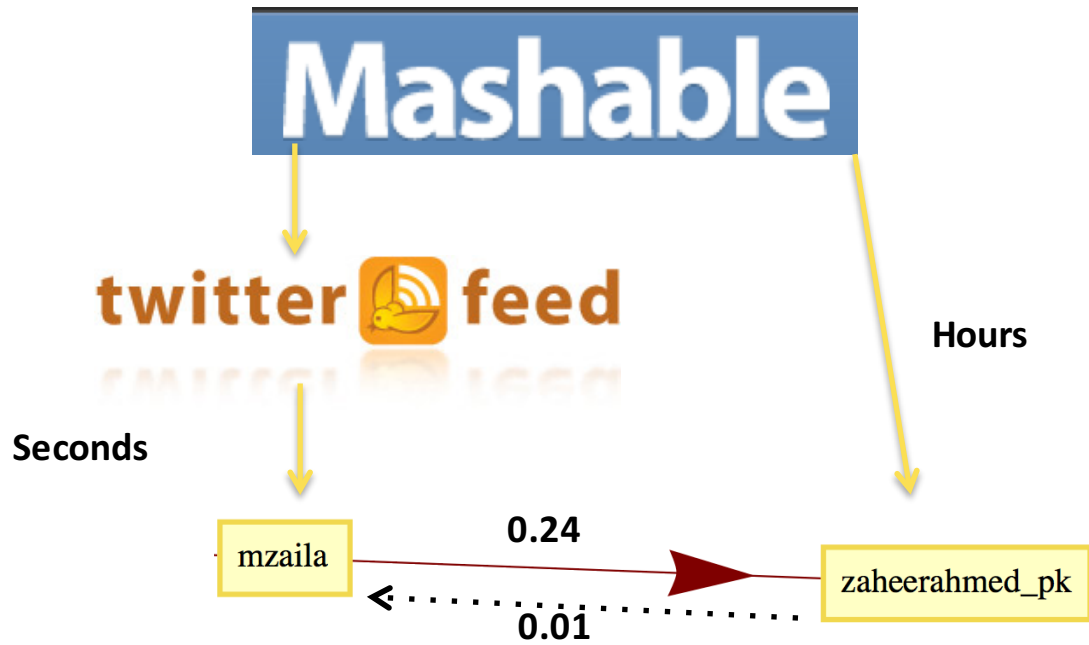 Mashable
twitter feed
Hours
Seconds
0.24
mzaila
zaheerahmed_pk
0.01